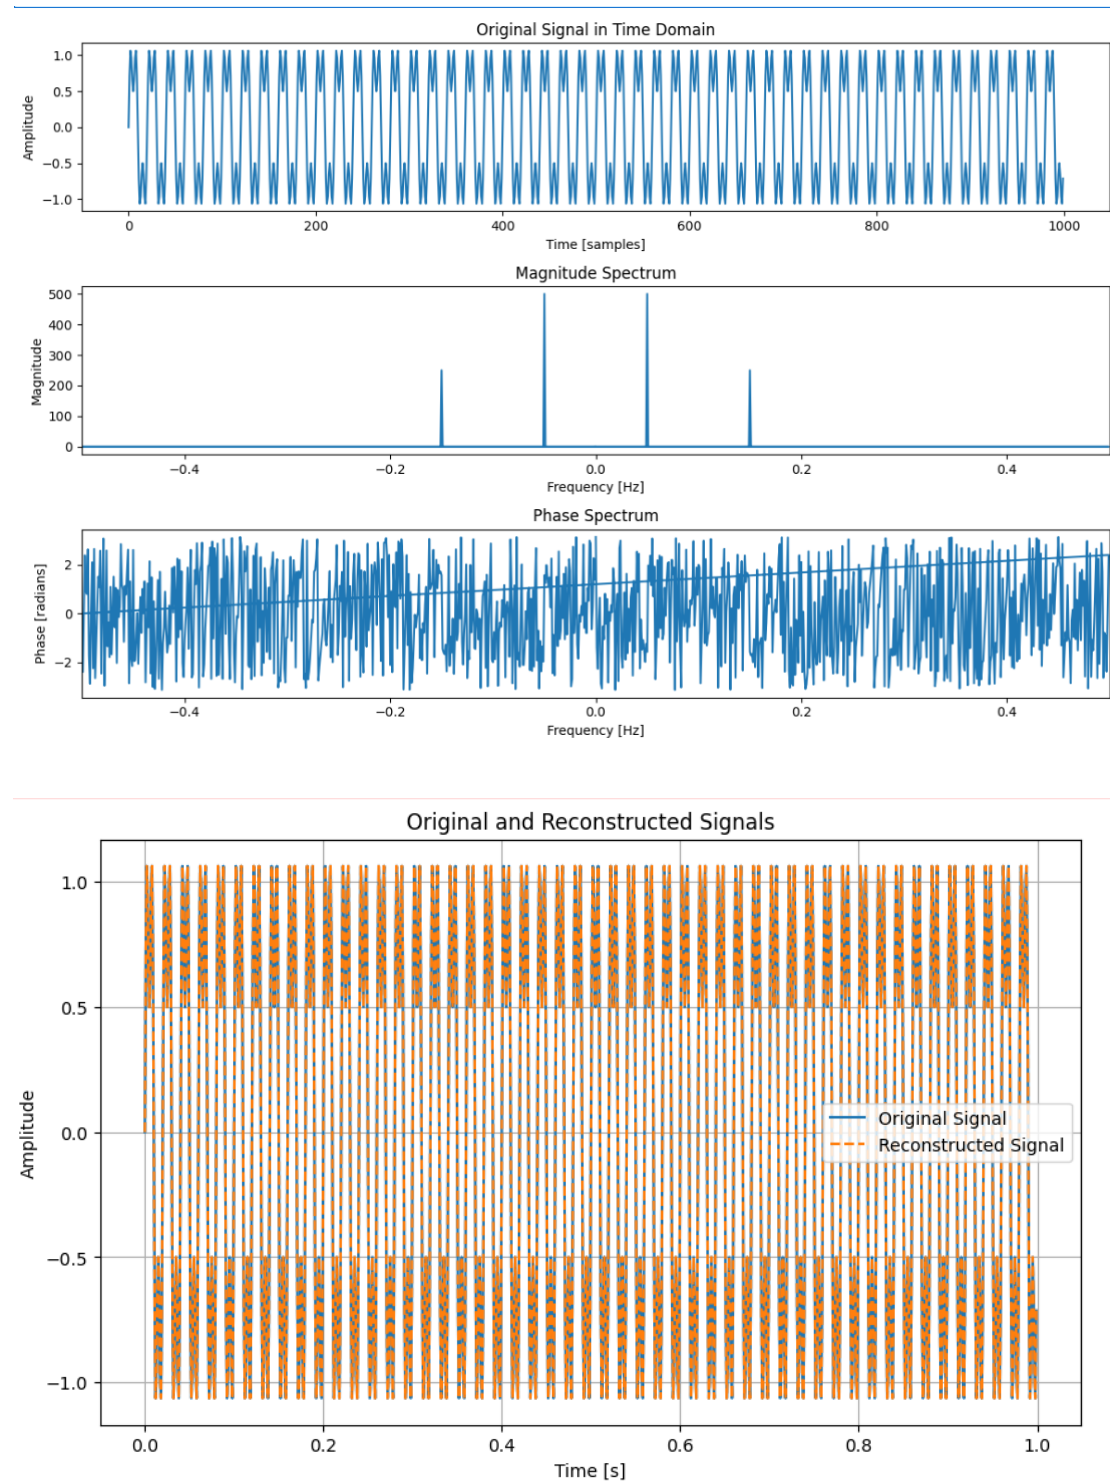 Original Signal in Time Domain
1.0
0.5
0.0
−0.5
−1.0
Amplitude
0 200 400 600 800 1000
Time [samples]
Magnitude Spectrum
500
400
300
200
100
0
Magnitude
−0.4 −0.2 0.0 0.2 0.4
Frequency [Hz]
Phase Spectrum
2
0
−2
Phase [radians]
−0.4 −0.2 0.0 0.2 0.4
Frequency [Hz]
Original and Reconstructed Signals
1.0
0.5
0.0
−0.5
−1.0
Amplitude
Original Signal
Reconstructed Signal
0.0 0.2 0.4 0.6 0.8 1.0
Time [s]